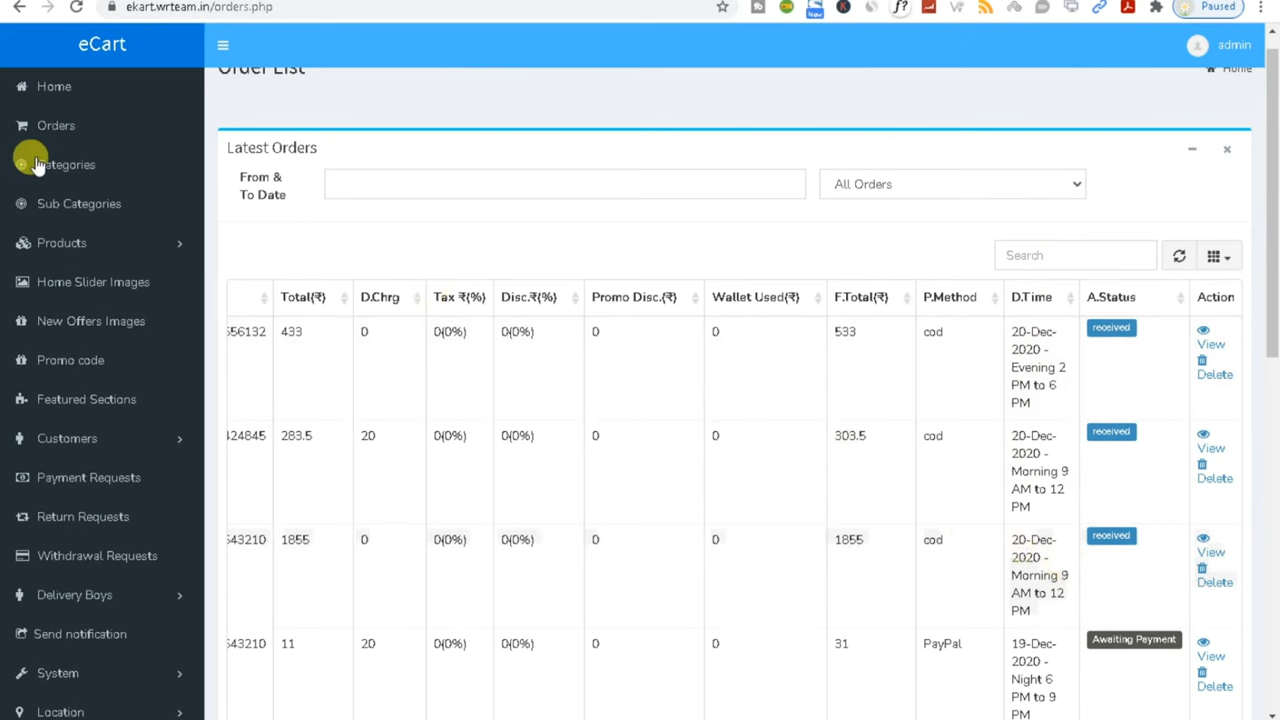 ekart.wrteam.in/orders.php
Paused
eCart
admin
Home
Orders
Categories
Sub Categories
Products
Home Slider Images
New Offers Images
Promo code
Featured Sections
Customers
Payment Requests
Return Requests
Withdrawal Requests
Delivery Boys
Send notification
System
Location
Order List
Home
Latest Orders
From &
To Date
All Orders
Search
Total(₹) D.Chrg Tax ₹(%) Disc.₹(%) Promo Disc.(₹) Wallet Used(₹) F.Total(₹) P.Method D.Time A.Status Action
556132 433 0 0(0%) 0(0%) 0 0 533 cod 20-Dec-
2020 -
Evening 2
PM to 6
PM
received
View
Delete
424845 283.5 20 0(0%) 0(0%) 0 0 303.5 cod 20-Dec-
2020 -
Morning 9
AM to 12
PM
received
View
Delete
543210 1855 0 0(0%) 0(0%) 0 0 1855 cod 20-Dec-
2020 -
Morning 9
AM to 12
PM
received
View
Delete
543210 11 20 0(0%) 0(0%) 0 0 31 PayPal 19-Dec-
2020 -
Night 6
PM to 9
PM
Awaiting Payment
View
Delete